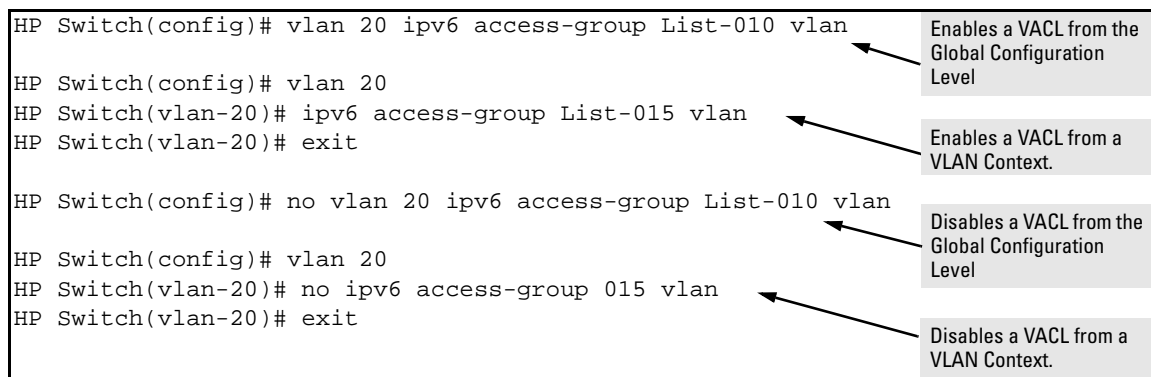 HP Switch(config)# vlan 20 ipv6 access-group List-010 vlan
Enables a VACL from the
Global Configuration
Level
HP Switch(config)# vlan 20
HP Switch(vlan-20)# ipv6 access-group List-015 vlan
HP Switch(vlan-20)# exit
Enables a VACL from a
VLAN Context.
HP Switch(config)# no vlan 20 ipv6 access-group List-010 vlan
Disables a VACL from the
Global Configuration
Level
HP Switch(config)# vlan 20
HP Switch(vlan-20)# no ipv6 access-group 015 vlan
HP Switch(vlan-20)# exit
Disables a VACL from a
VLAN Context.